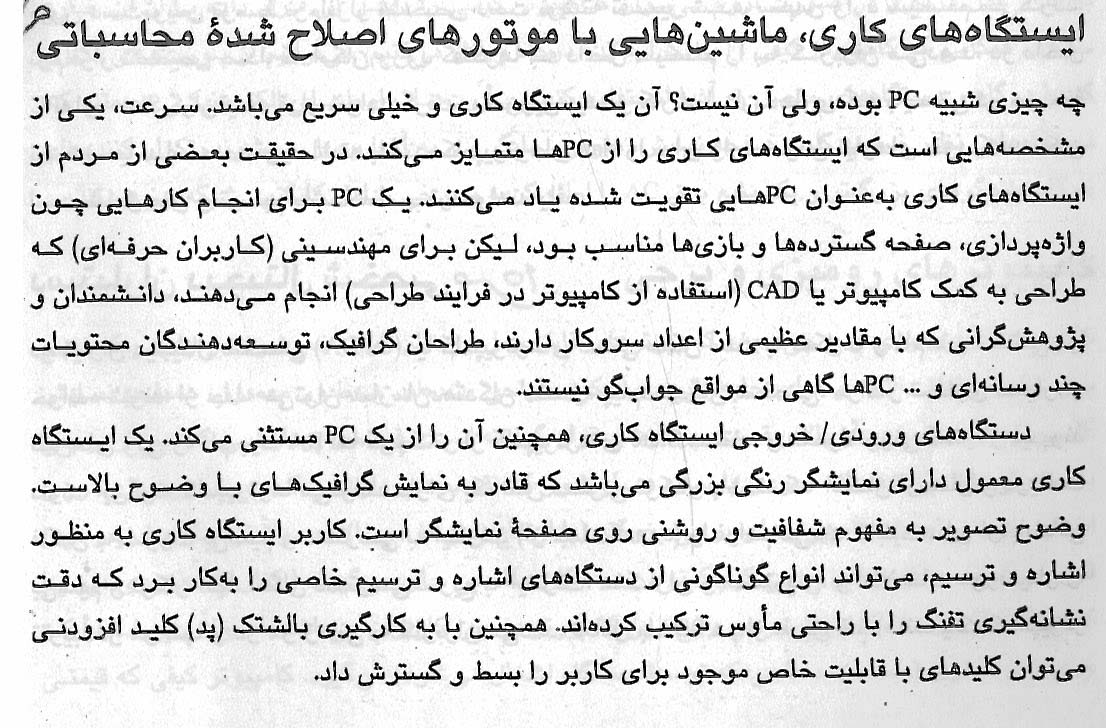 ایستگاه‌های کاری، ماشین‌هایی با موتورهای اصلاح شدهٔ محاسباتی
چه چیزی شبیه PC بوده، ولی آن نیست؟ آن یک ایستگاه کاری و خیلی سریع می‌باشد. سرعت، یکی از
مشخصه‌هایی است که ایستگاه‌های کاری را از PCها متمایز می‌کند. در حقیقت بعضی از مردم از
ایستگاه‌های کاری به‌عنوان PCهایی تقویت شده یاد می‌کنند. یک PC برای انجام کارهایی چون
واژه‌پردازی، صفحه گسترده‌ها و بازی‌ها مناسب بود، لیکن برای مهندسینی (کاربران حرفه‌ای) که
طراحی به کمک کامپیوتر یا CAD (استفاده از کامپیوتر در فرایند طراحی) انجام می‌دهند، دانشمندان و
پژوهش‌گرانی که با مقادیر عظیمی از اعداد سروکار دارند، طراحان گرافیک، توسعه‌دهندگان محتویات
چند رسانه‌ای و ... PCها گاهی از مواقع جواب‌گو نیستند.
دستگاه‌های ورودی/ خروجی ایستگاه کاری، همچنین آن را از یک PC مستثنی می‌کند. یک ایستگاه
کاری معمول دارای نمایشگر رنگی بزرگی می‌باشد که قادر به نمایش گرافیک‌های با وضوح بالاست.
وضوح تصویر به مفهوم شفافیت و روشنی روی صفحهٔ نمایشگر است. کاربر ایستگاه کاری به منظور
اشاره و ترسیم، می‌تواند انواع گوناگونی از دستگاه‌های اشاره و ترسیم خاصی را به‌کار برد که دقت
نشانه‌گیری تفنگ را با راحتی مأوس ترکیب کرده‌اند. همچنین با به کارگیری بالشتک (پد) کلید افزودنی
می‌توان کلیدهای با قابلیت خاص موجود برای کاربر را بسط و گسترش داد.